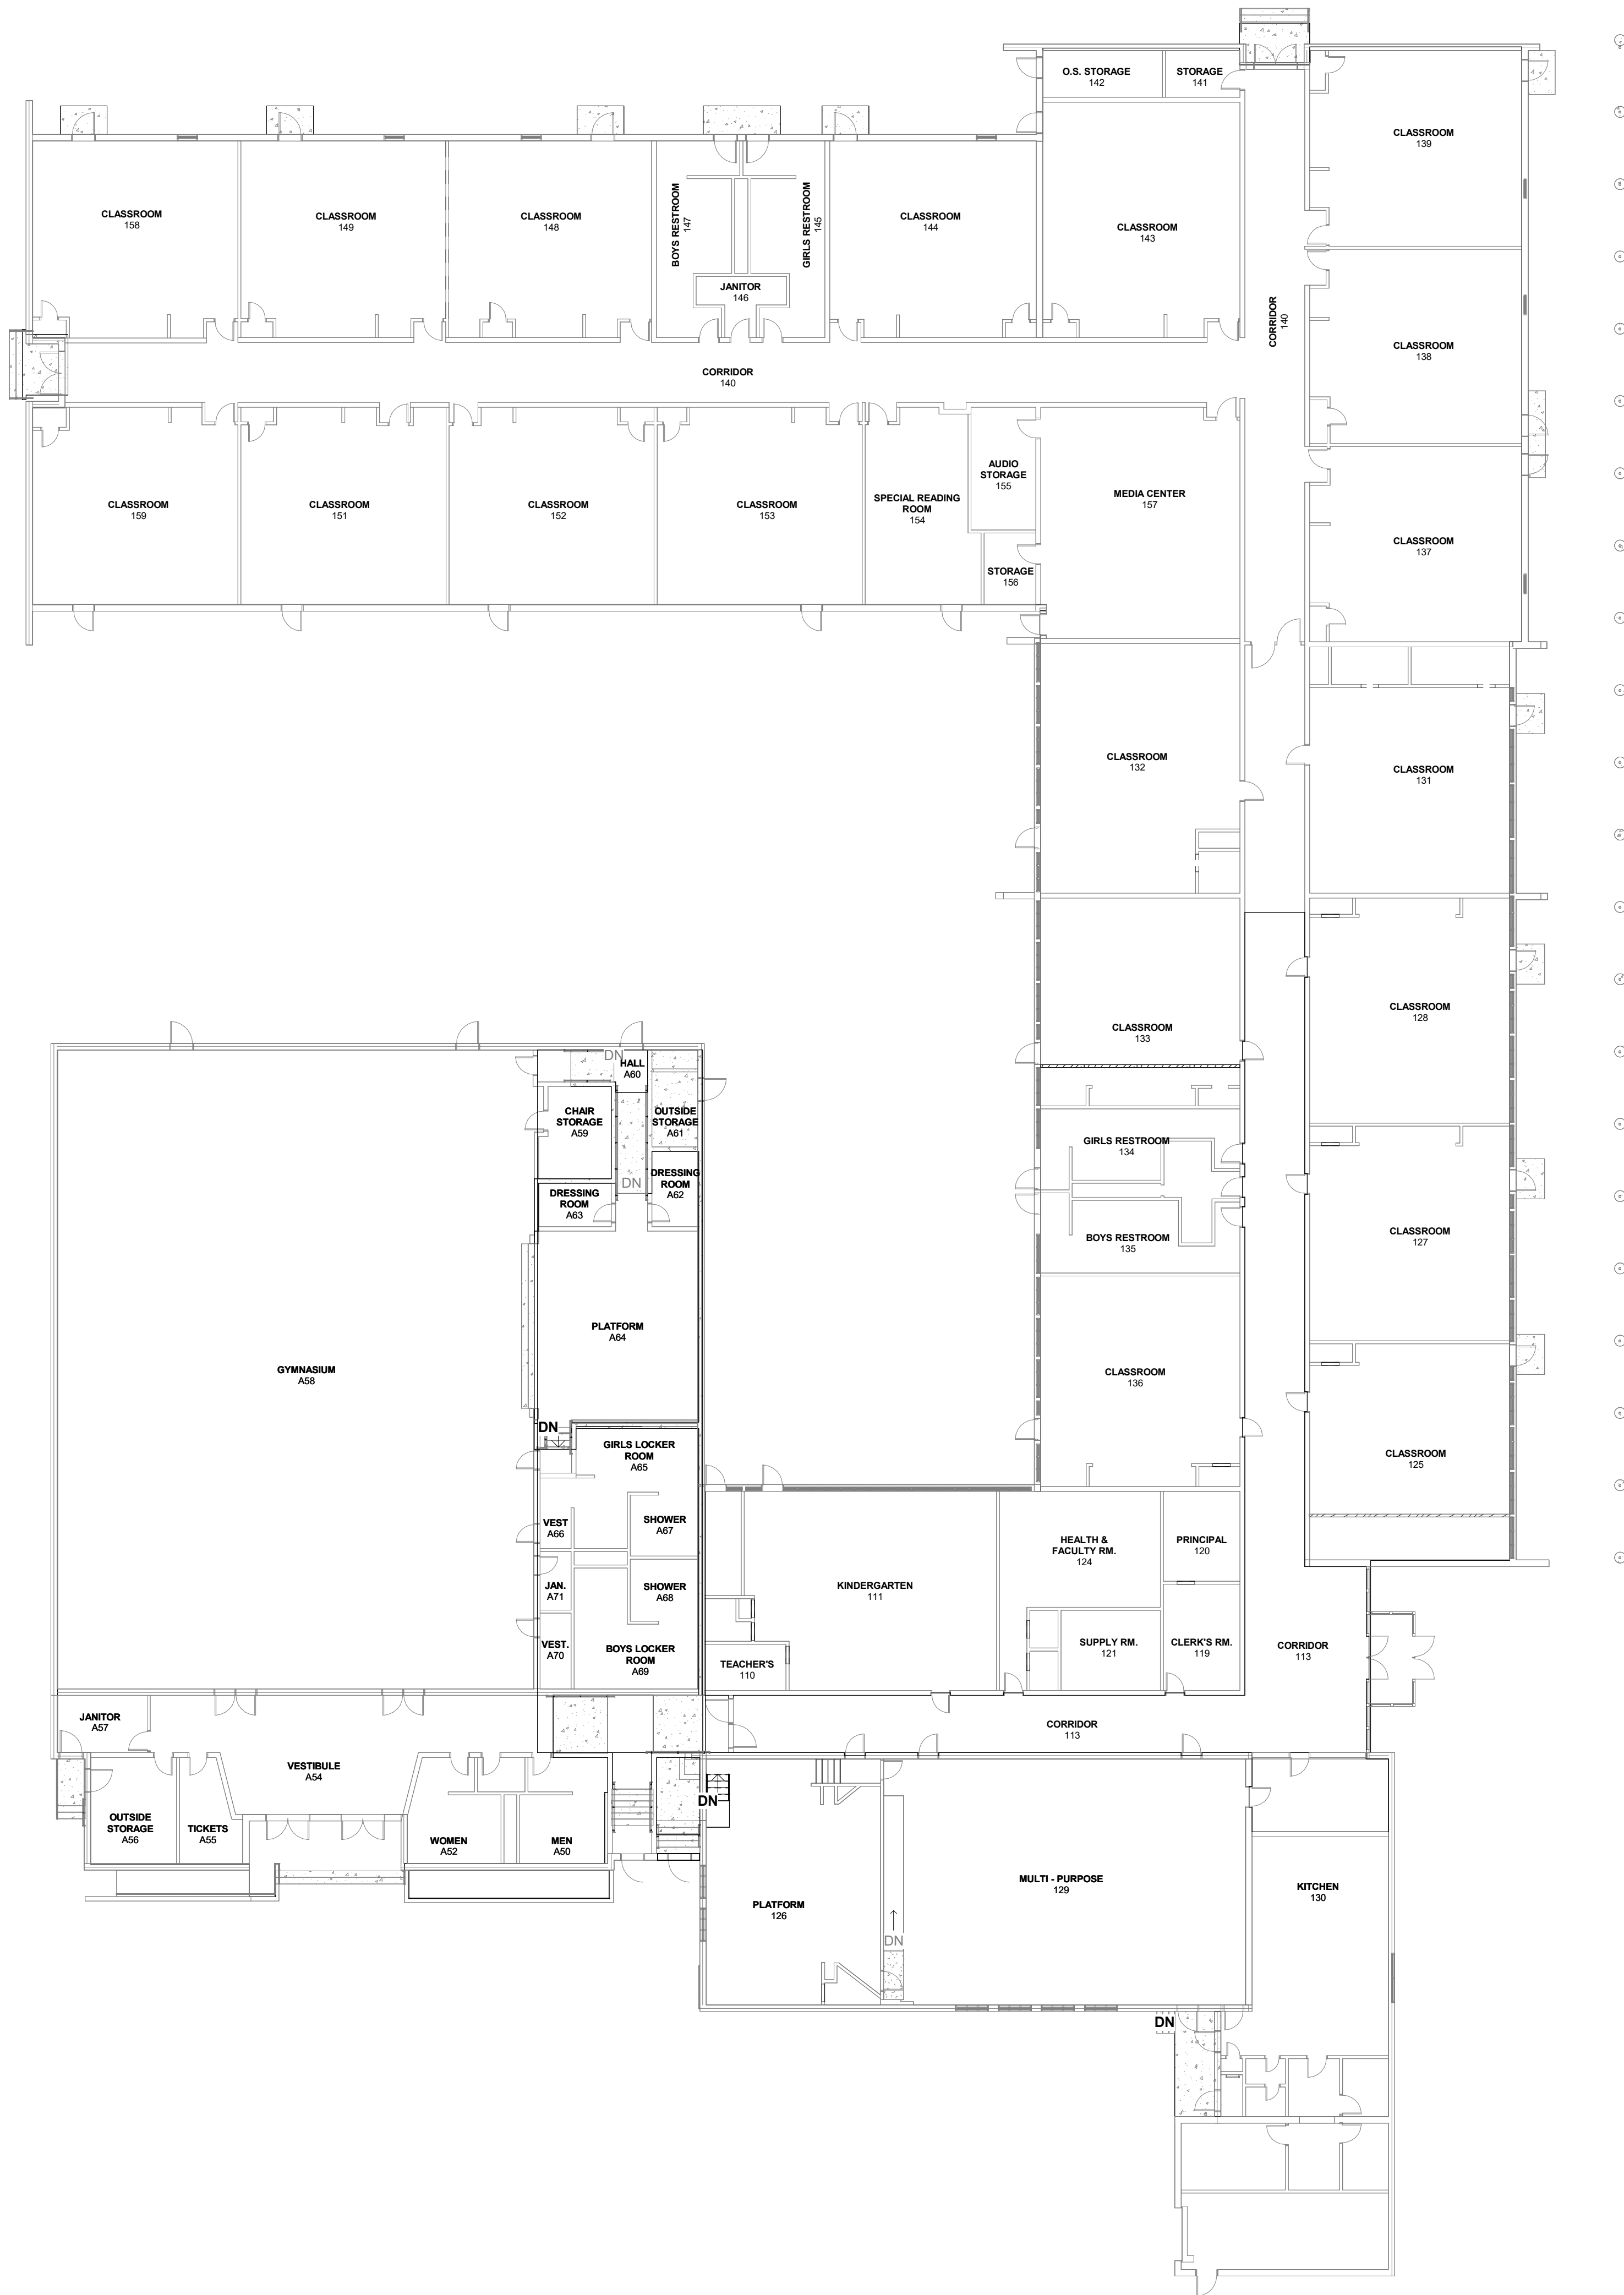 O.S. STORAGE
142
STORAGE
141
CLASSROOM
139
CLASSROOM
158
CLASSROOM
149
CLASSROOM
148
BOYS RESTROOM
147
GIRLS RESTROOM
145
JANITOR
146
CLASSROOM
144
CLASSROOM
143
CORRIDOR
140
CLASSROOM
138
CORRIDOR
140
CLASSROOM
159
CLASSROOM
151
CLASSROOM
152
CLASSROOM
153
SPECIAL READING
ROOM
154
AUDIO
STORAGE
155
STORAGE
156
MEDIA CENTER
157
CLASSROOM
137
CLASSROOM
132
CLASSROOM
131
CLASSROOM
133
CLASSROOM
128
DN
HALL
A60
CHAIR
STORAGE
A59
OUTSIDE
STORAGE
A61
DN
DRESSING
ROOM
A62
DRESSING
ROOM
A63
GIRLS RESTROOM
134
BOYS RESTROOM
135
CLASSROOM
127
PLATFORM
A64
GYMNASIUM
A58
CLASSROOM
136
DN
GIRLS LOCKER
ROOM
A65
CLASSROOM
125
VEST
A66
SHOWER
A67
JAN.
A71
SHOWER
A68
VEST.
A70
BOYS LOCKER
ROOM
A69
KINDERGARTEN
111
HEALTH &
FACULTY RM.
124
PRINCIPAL
120
TEACHER'S
110
SUPPLY RM.
121
CLERK'S RM.
119
CORRIDOR
113
JANITOR
A57
CORRIDOR
113
VESTIBULE
A54
OUTSIDE
STORAGE
A56
TICKETS
A55
WOMEN
A52
MEN
A50
DN
PLATFORM
126
DN
MULTI - PURPOSE
129
KITCHEN
130
DN